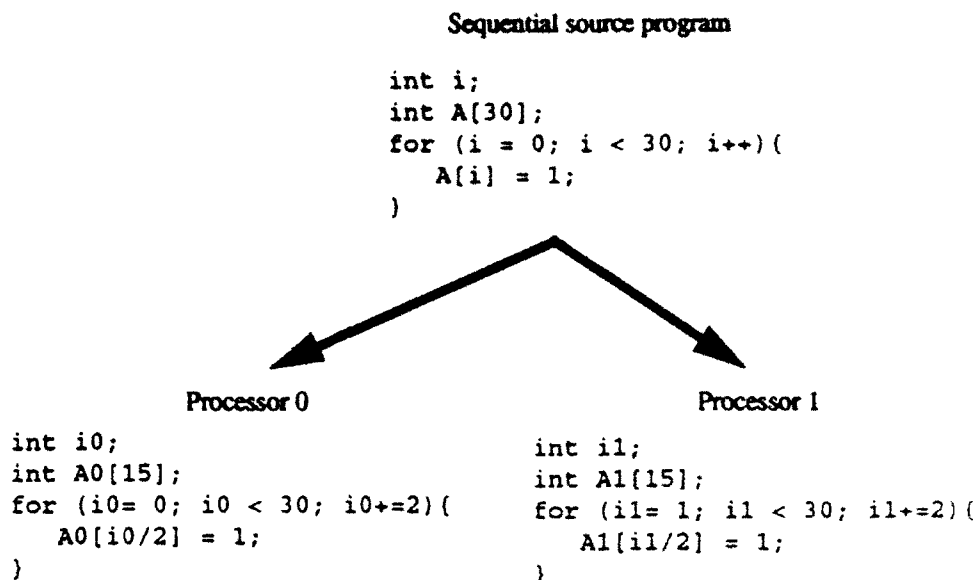 Sequential source program
int i;
int A[30];
for (i = 0; i < 30; i++){
A[i] = 1;
}
Processor 0
int i0;
int A0[15];
for (i0= 0; i0 < 30; i0+=2){
A0[i0/2] = 1;
}
Processor 1
int i1;
int A1[15];
for (i1= 1; i1 < 30; i1+=2){
A1[i1/2] = 1;
}